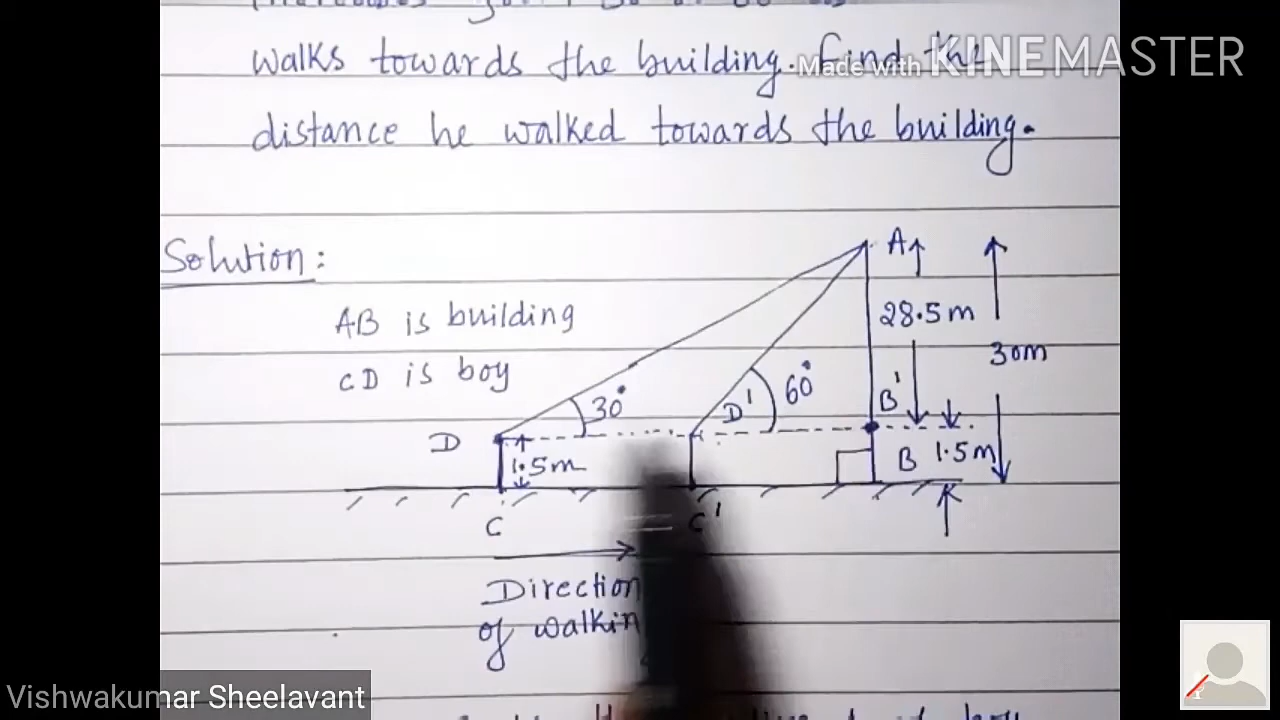 walks towards the building. Find the
Made with KINEMASTER
distance he walked towards the building.
Solution:
A
AB is building
28.5m
30m
CD is boy
30°
D'
60°
B'
D
1.5m
B 1.5m
C
C'
Direction
of walkin
Vishwakumar Sheelavant